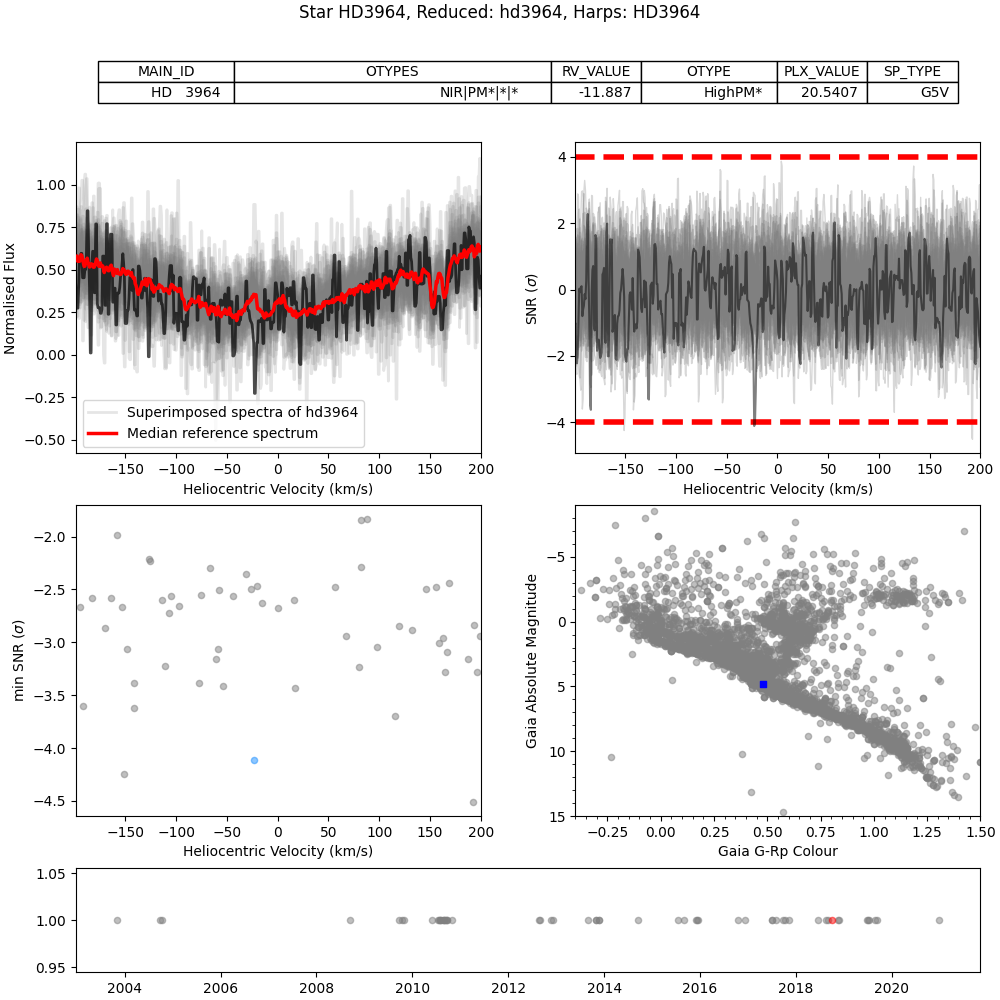 Star HD3964, Reduced: hd3964, Harps: HD3964
MAIN_ID OTYPES RV_VALUE OTYPE PLX_VALUE SP_TYPE
HD   3964 NIR|PM*|*|* -11.887 HighPM* 20.5407 G5V
1.00
0.75
0.50
0.25
0.00
−0.25
−0.50
Normalised Flux
Superimposed spectra of hd3964
Median reference spectrum
−150 −100 −50 0 50 100 150 200
Heliocentric Velocity (km/s)
4
2
0
−2
−4
SNR (σ)
−150 −100 −50 0 50 100 150 200
Heliocentric Velocity (km/s)
−2.0
−2.5
−3.0
−3.5
−4.0
−4.5
min SNR (σ)
−150 −100 −50 0 50 100 150 200
Heliocentric Velocity (km/s)
−5
0
5
10
15
Gaia Absolute Magnitude
−0.25 0.00 0.25 0.50 0.75 1.00 1.25 1.50
Gaia G-Rp Colour
1.05
1.00
0.95
2004 2006 2008 2010 2012 2014 2016 2018 2020